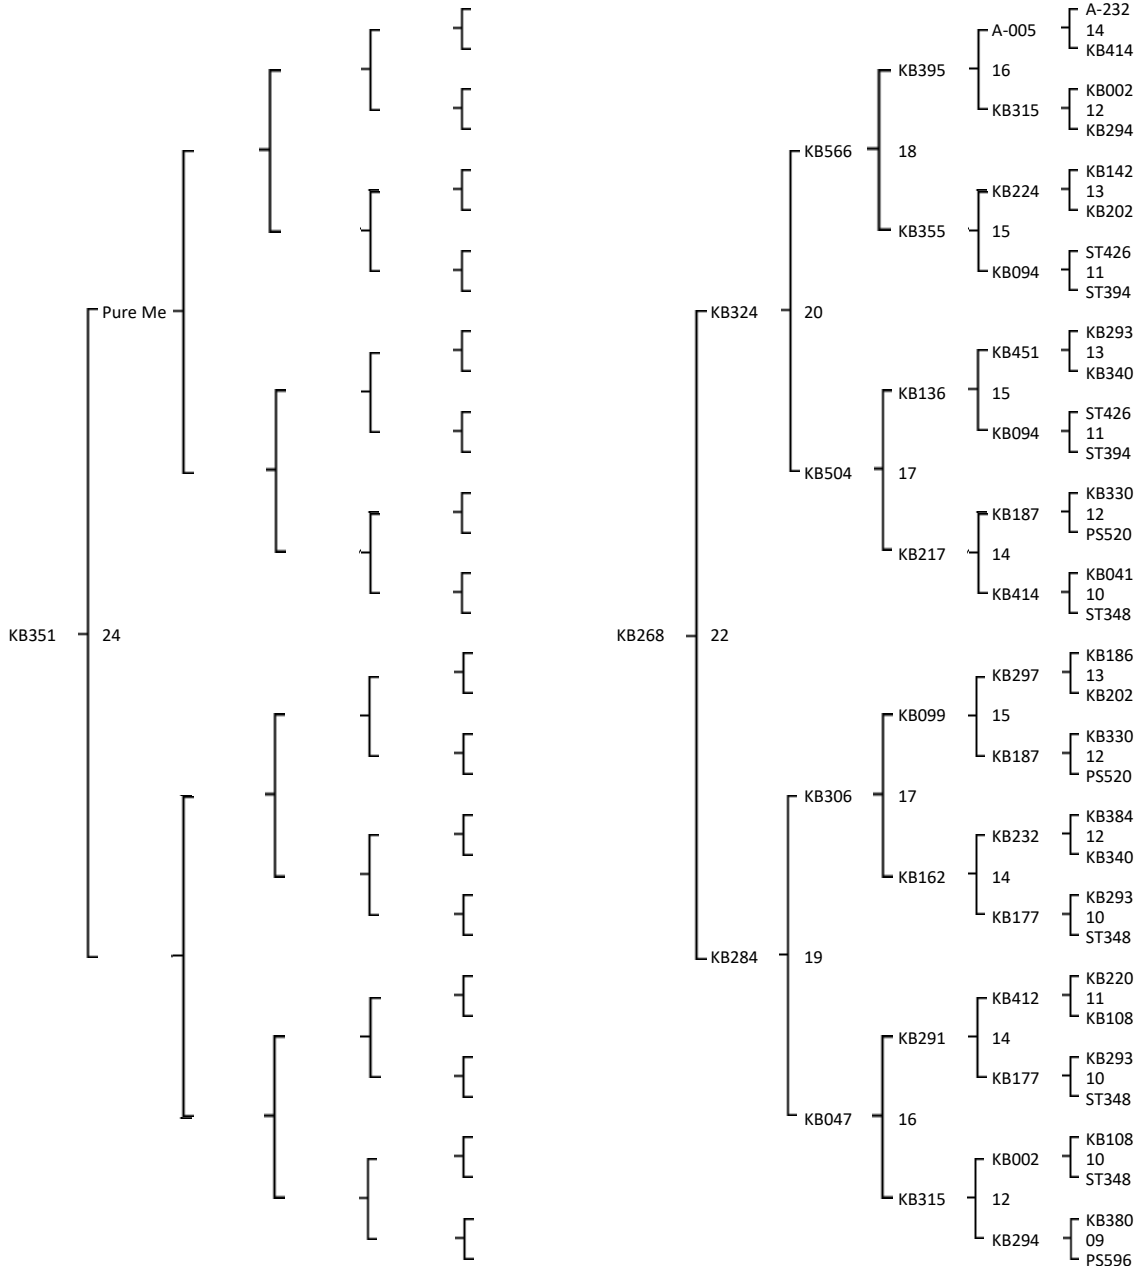 A-232
A-005 14
KB414
KB395 16
KB002
KB315 12
KB294
KB566 18
KB142
KB224 13
KB202
KB355 15
ST426
KB094 11
ST394
Pure Me KB324 20
KB293
KB451 13
KB340
KB136 15
ST426
KB094 11
ST394
KB504 17
KB330
KB187 12
PS520
KB217 14
KB041
KB414 10
ST348
KB351 24 KB268 22
KB186
KB297 13
KB202
KB099 15
KB330
KB187 12
PS520
KB306 17
KB384
KB232 12
KB340
KB162 14
KB293
KB177 10
ST348
KB284 19
KB220
KB412 11
KB108
KB291 14
KB293
KB177 10
ST348
KB047 16
KB108
KB002 10
ST348
KB315 12
KB380
KB294 09
PS596